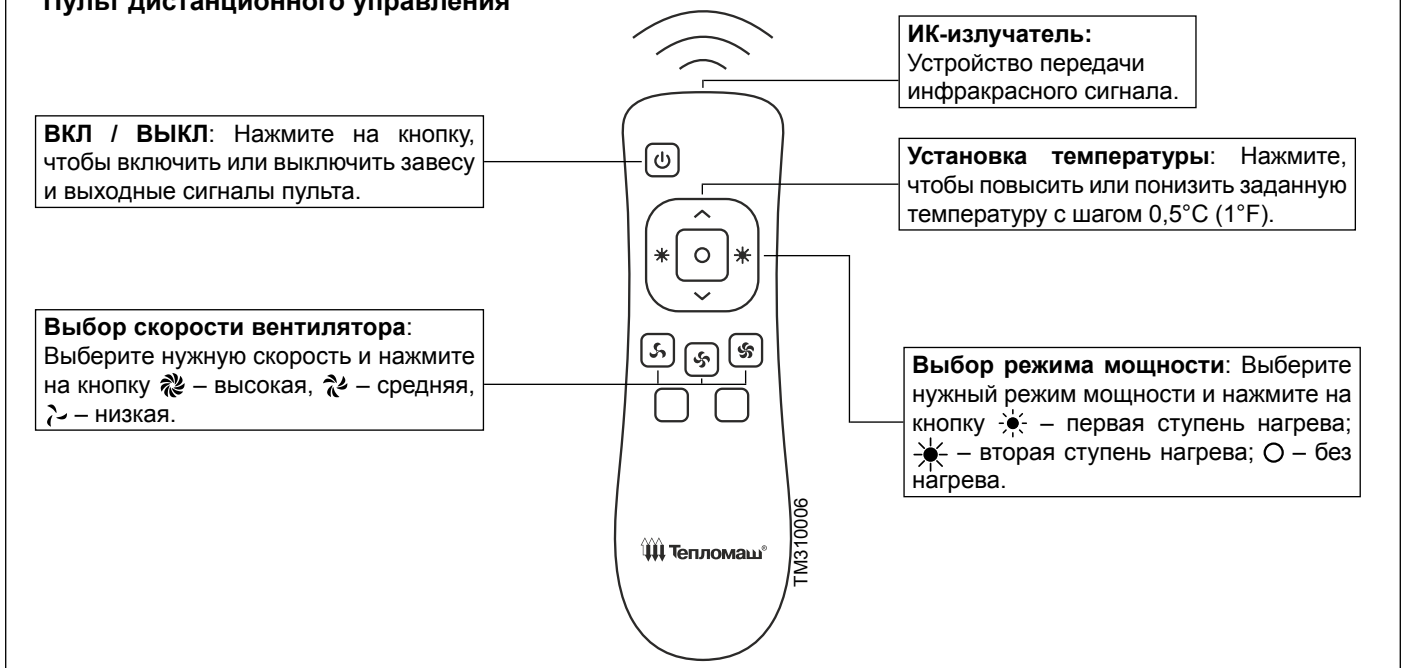 Пульт дистанционного управления
ИК-излучатель:
Устройство передачи
инфракрасного сигнала.
ВКЛ / ВЫКЛ: Нажмите на кнопку,
чтобы включить или выключить завесу
и выходные сигналы пульта.
Установка температуры: Нажмите,
чтобы повысить или понизить заданную
температуру с шагом 0,5°C (1°F).
Выбор скорости вентилятора:
Выберите нужную скорость и нажмите
на кнопку – высокая, – средняя,
– низкая.
Выбор режима мощности: Выберите
нужный режим мощности и нажмите на
кнопку – первая ступень нагрева;
– вторая ступень нагрева; – без
нагрева.
Тепломаш®
TM310006